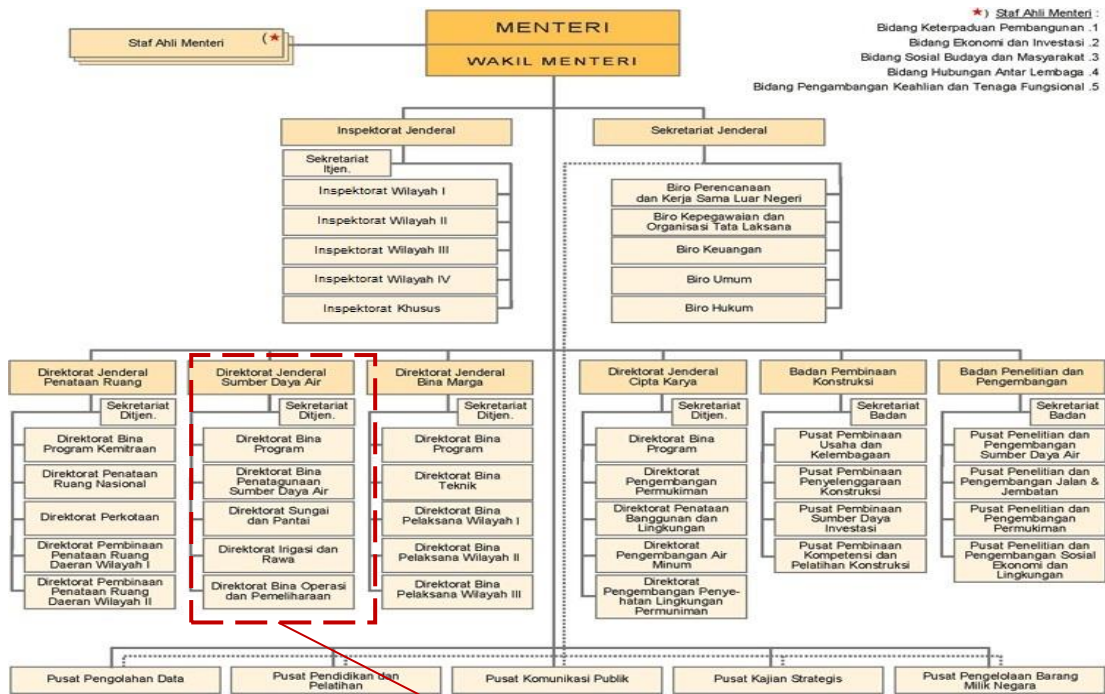 MENTERI
WAKIL MENTERI
Staf Ahli Menteri (★
★) Staf Ahli Menteri :
Bidang Keterpaduan Pembangunan .1
Bidang Ekonomi dan Investasi .2
Bidang Sosial Budaya dan Masyarakat .3
Bidang Hubungan Antar Lembaga .4
Bidang Pengambangan Keahlian dan Tenaga Fungsional .5
Inspektorat Jenderal
Sekretariat
Itjen.
Inspektorat Wilayah I
Inspektorat Wilayah II
Inspektorat Wilayah III
Inspektorat Wilayah IV
Inspektorat Khusus
Sekretariat Jenderal
Biro Perencanaan
dan Kerja Sama Luar Negeri
Biro Kepegawaian dan
Organisasi Tata Laksana
Biro Keuangan
Biro Umum
Biro Hukum
Direktorat Jenderal
Penataan Ruang
Sekretariat
Ditjen.
Direktorat Bina
Program Kemitraan
Direktorat Penataan
Ruang Nasional
Direktorat Perkotaan
Direktorat Pembinaan
Penataan Ruang
Daeran Wilayah I
Direktorat Pembinaan
Penataan Ruang
Daeran Wilayah II
Direktorat Jenderal
Sumber Daya Air
Sekretariat
Ditjen.
Direktorat Bina
Program
Direktorat Bina
Penatagunaan
Sumber Daya Air
Direktorat Sungai
dan Pantai
Direktorat Irigasi dan
Rawa
Direktorat Bina Operasi
dan Pemeliharaan
Direktorat Jenderal
Bina Marga
Sekretariat
Ditjen.
Direktorat Bina
Program
Direktorat Bina
Teknik
Direktorat Bina
Pelaksana Wilayah I
Direktorat Bina
Pelaksana Wilayah II
Direktorat Bina
Pelaksana Wilayah III
Direktorat Jenderal
Cipta Karya
Sekretariat
Ditjen.
Direktorat Bina
Program
Direktorat
Pengembangan
Permukiman
Direktorat Penataan
Banggunan dan
Lingkungan
Direktorat
Pengembangan Air
Minum
Direktorat
Pengembangan Penye-
hatan Lingkungan
Permuniman
Badan Pembinaan
Konstruksi
Sekretariat
Badan
Pusat Pembinaan
Usaha dan
Kelembagaan
Pusat Pembinaan
Penyelenggaraan
Konstruksi
Pusat Pembinaan
Sumber Daya
Investasi
Pusat Pembinaan
Kompetensi dan
Pelatihan Konstruksi
Badan Penelitian dan
Pengembangan
Sekretariat
Badan
Pusat Penelitian dan
Pengembangan
Sumber Daya Air
Pusat Penelitian dan
Pengembangan Jalan &
Jembatan
Pusat Penelitian dan
Pengembangan
Permukiman
Pusat Penelitian dan
Pengembangan Sosial
Ekonomi dan
Lingkungan
Pusat Pengolahan Data
Pusat Pendidikan dan
Pelatihan
Pusat Komunikasi Publik
Pusat Kajian Strategis
Pusat Pengelolaan Barang
Milik Negara